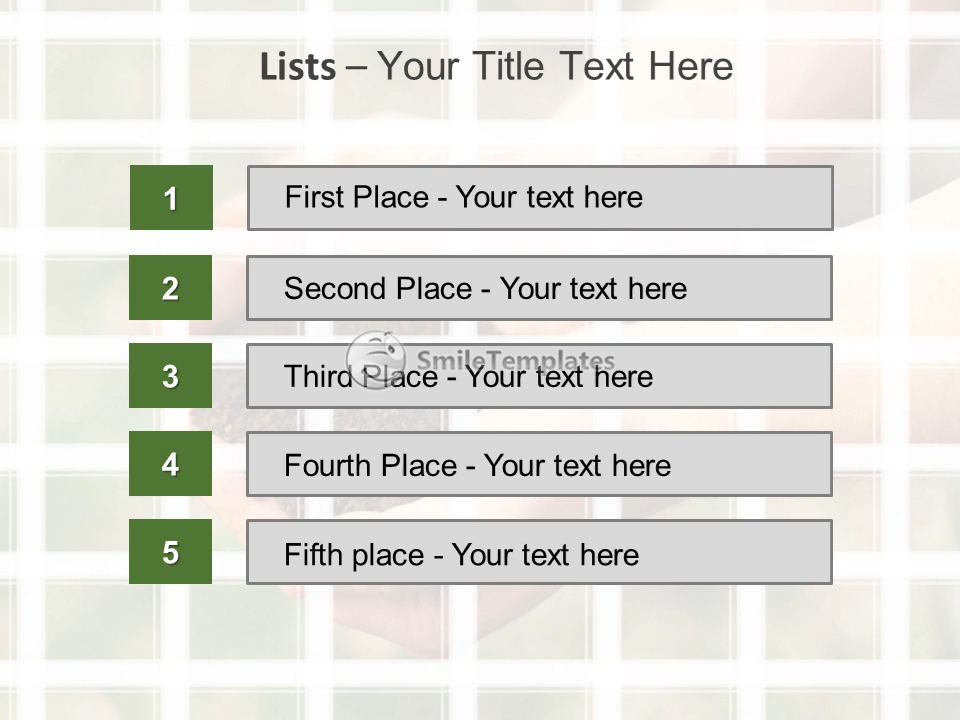 Lists – Your Title Text Here
1 First Place - Your text here
2 Second Place - Your text here
SmileTemplates
3 Third Place - Your text here
4 Fourth Place - Your text here
5 Fifth place - Your text here